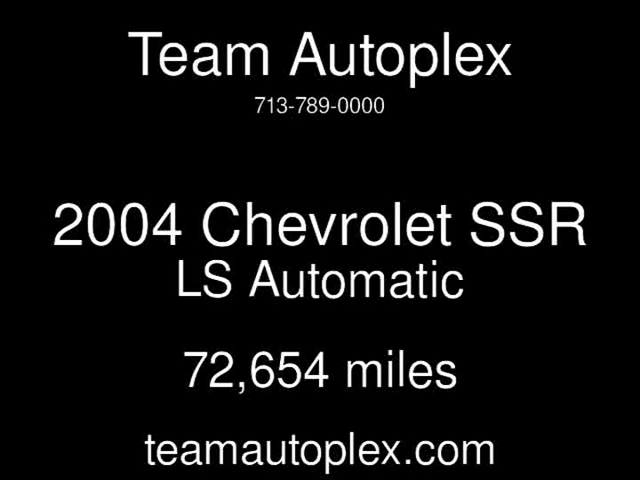 Team Autoplex
713-789-0000
2004 Chevrolet SSR
LS Automatic
72,654 miles
teamautoplex.com